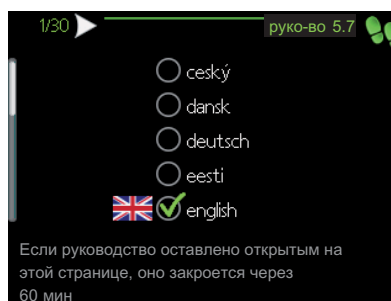 1/30 руко-во 5.7
ceský
dansk
deutsch
eesti
english
Если руководство оставлено открытым на
этой странице, оно закроется через
60 мин